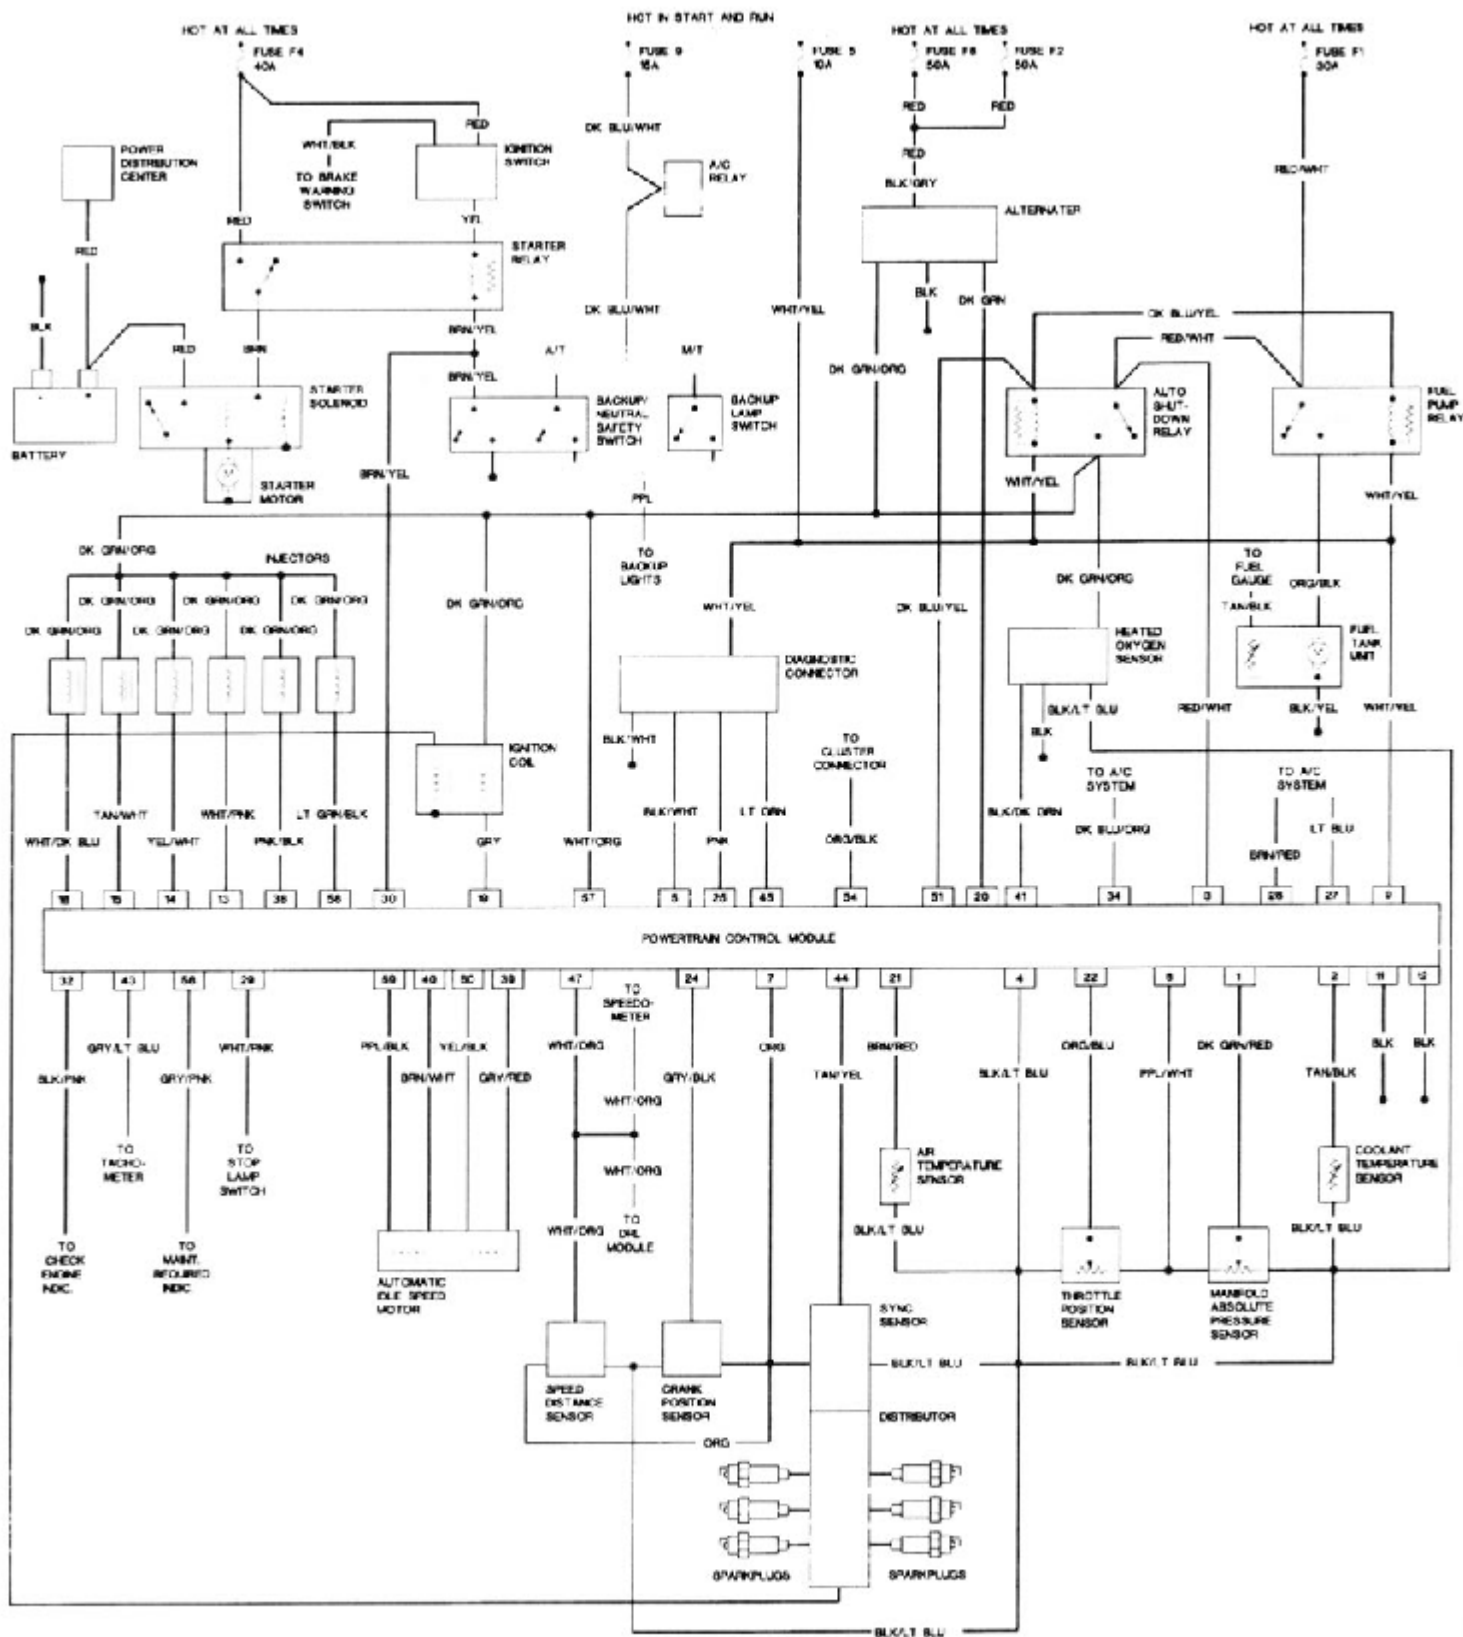 HOT AT ALL TIMES
FUSE F4
40A
HOT IN START AND RUN
FUSE 9
15A
FUSE 5
10A
HOT AT ALL TIMES
FUSE F6
50A
FUSE F2
50A
HOT AT ALL TIMES
FUSE F1
30A
RED
RED
RED
DK BLU/WHT
WHT/BLK
TO BRAKE
WARNING
SWITCH
IGNITION
SWITCH
POWER
DISTRIBUTION
CENTER
A/C
RELAY
RED
BLK/GRY
RED/WHT
ALTERNATER
RED
YEL
STARTER
RELAY
RED
BLK
DK GRN
DK BLU/WHT
WHT/YEL
DK BLU/YEL
RED/WHT
BLK
RED
BRN
BRN/YEL
A/T
M/T
DK GRN/ORG
BRN/YEL
STARTER
SOLENOID
BACKUP/
NEUTRAL
SAFETY
SWITCH
BACKUP
LAMP
SWITCH
AUTO
SHUT-
DOWN
RELAY
FUEL
PUMP
RELAY
BATTERY
STARTER
MOTOR
BRN/YEL
WHT/YEL
WHT/YEL
PPL
TO
BACKUP
LIGHTS
DK GRN/ORG
INJECTORS
TO
FUEL
GAUGE
DK GRN/ORG
ORG/BLK
DK GRN/ORG
DK GRN/ORG
DK GRN/ORG
DK GRN/ORG
WHT/YEL
DK BLU/YEL
TAN/BLK
DK GRN/ORG
DK GRN/ORG
DK GRN/ORG
HEATED
OXYGEN
SENSOR
FUEL
TANK
UNIT
DIAGNOSTIC
CONNECTOR
BLK/LT BLU
RED/WHT
BLK/YEL
WHT/YEL
BLK/WHT
BLK
IGNITION
COIL
TO
CLUSTER
CONNECTOR
TO A/C
SYSTEM
TO A/C
SYSTEM
TAN/WHT
WHT/PNK
LT GRN/BLK
BLK/WHT
LT GRN
BLK/DK GRN
DK BLU/ORG
LT BLU
WHT/DK BLU
YEL/WHT
PNK/BLK
GRY
WHT/ORG
PNK
ORG/BLK
BRN/RED
16 15 14 13 38 58 30 19 57 5 25 45 54 51 20 41 34 3 28 27 9
POWERTRAIN CONTROL MODULE
32 43 56 29 59 40 60 39 47 24 7 44 21 4 22 6 1 2 11 12
TO
SPEEDO-
METER
GRY/LT BLU
WHT/PNK
PPL/BLK
YEL/BLK
WHT/ORG
ORG
BRN/RED
ORG/BLU
DK GRN/RED
BLK
BLK
BLK/PNK
GRY/PNK
BRN/WHT
GRY/RED
GRY/BLK
TAN/YEL
BLK/LT BLU
PPL/WHT
TAN/BLK
WHT/ORG
TO
TACHO-
METER
TO
STOP
LAMP
SWITCH
WHT/ORG
AIR
TEMPERATURE
SENSOR
COOLANT
TEMPERATURE
SENSOR
WHT/ORG
TO
DRL
MODULE
BLK/LT BLU
BLK/LT BLU
TO
CHECK
ENGINE
INDIC.
TO
MAINT.
REQUIRED
INDIC.
AUTOMATIC
IDLE SPEED
MOTOR
THROTTLE
POSITION
SENSOR
MANIFOLD
ABSOLUTE
PRESSURE
SENSOR
SYNC
SENSOR
BLK/LT BLU
BLK/LT BLU
SPEED
DISTANCE
SENSOR
CRANK
POSITION
SENSOR
DISTRIBUTOR
ORG
SPARKPLUGS
SPARKPLUGS
BLK/LT BLU